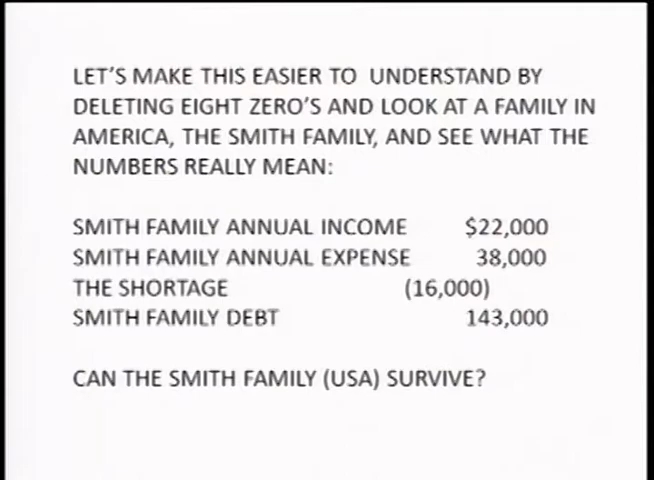 LET'S MAKE THIS EASIER TO UNDERSTAND BY
DELETING EIGHT ZERO'S AND LOOK AT A FAMILY IN
AMERICA, THE SMITH FAMILY, AND SEE WHAT THE
NUMBERS REALLY MEAN:
SMITH FAMILY ANNUAL INCOME $22,000
SMITH FAMILY ANNUAL EXPENSE 38,000
THE SHORTAGE (16,000)
SMITH FAMILY DEBT 143,000
CAN THE SMITH FAMILY (USA) SURVIVE?